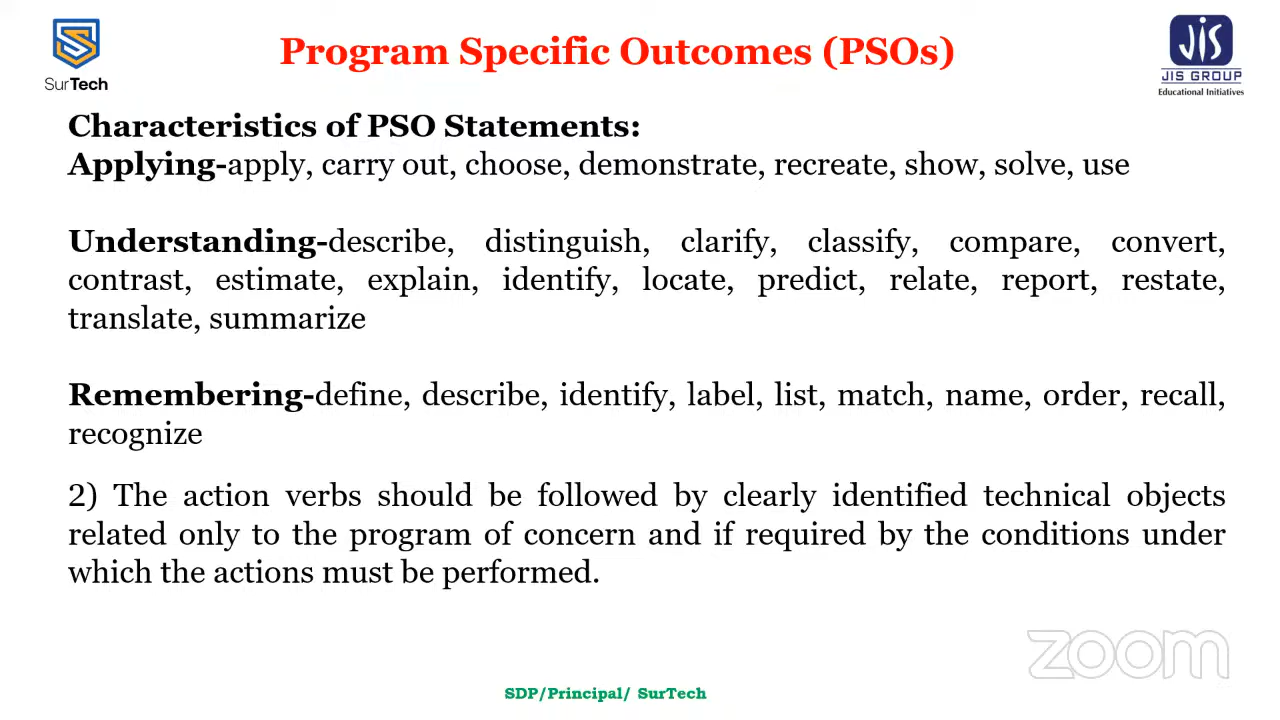 Program Specific Outcomes (PSOs)
SurTech
JIS
JIS GROUP
Educational Initiatives
Characteristics of PSO Statements:
Applying-apply, carry out, choose, demonstrate, recreate, show, solve, use
Understanding-describe, distinguish, clarify, classify, compare, convert,
contrast, estimate, explain, identify, locate, predict, relate, report, restate,
translate, summarize
Remembering-define, describe, identify, label, list, match, name, order, recall,
recognize
2) The action verbs should be followed by clearly identified technical objects
related only to the program of concern and if required by the conditions under
which the actions must be performed.
zoom
SDP/Principal/ SurTech